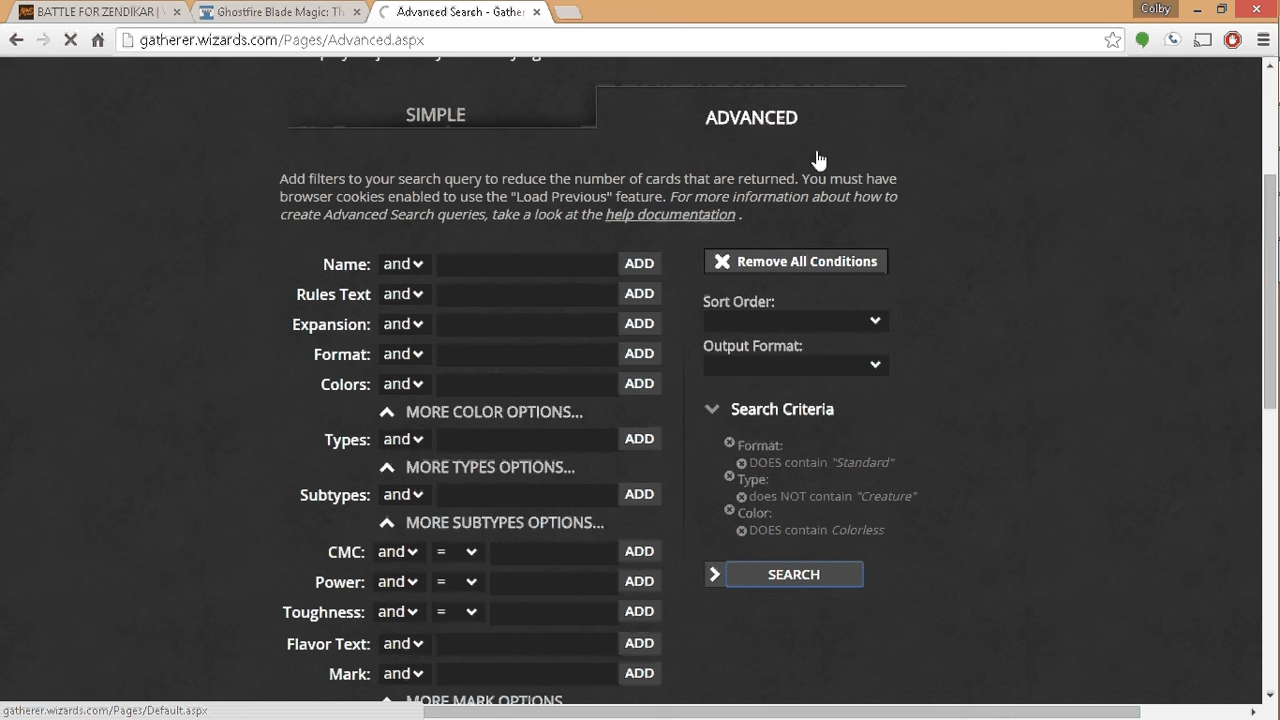 BATTLE FOR ZENDIKAR |
Ghostfire Blade Magic: Th
Advanced Search - Gathe
Colby
gatherer.wizards.com/Pages/Advanced.aspx
SIMPLE
ADVANCED
Add filters to your search query to reduce the number of cards that are returned. You must have
browser cookies enabled to use the "Load Previous" feature. For more information about how to
create Advanced Search queries, take a look at the help documentation .
Name: and ADD
Rules Text and ADD
Expansion: and ADD
Format: and ADD
Colors: and ADD
MORE COLOR OPTIONS...
Types: and ADD
MORE TYPES OPTIONS...
Subtypes: and ADD
MORE SUBTYPES OPTIONS...
CMC: and = ADD
Power: and = ADD
Toughness: and = ADD
Flavor Text: and ADD
Mark: and ADD
MORE MARK OPTIONS
Remove All Conditions
Sort Order:
Output Format:
Search Criteria
Format:
DOES contain "Standard"
Type:
does NOT contain "Creature"
Color:
DOES contain Colorless
SEARCH
gatherer.wizards.com/Pages/Default.aspx